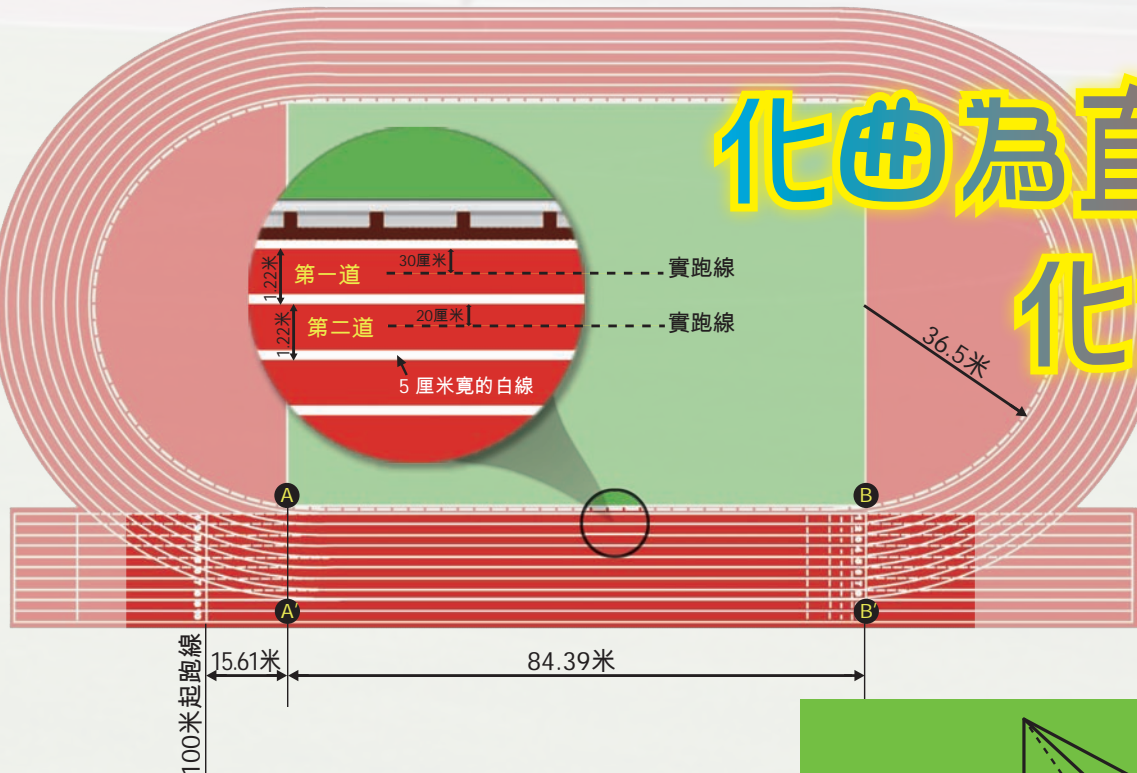 化曲為直
化
1.22米
第一道
30厘米
實跑線
1.22米
第二道
20厘米
實跑線
5 厘米寬的白線
36.5米
A
B
A′
B′
15.61米
84.39米
100米起跑線